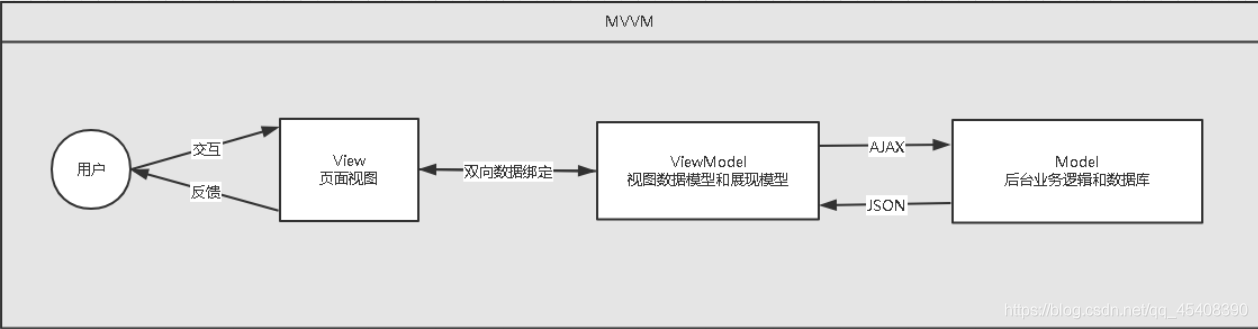 MVVM
用户
交互
反馈
View
页面视图
双向数据绑定
ViewModel
视图数据模型和展现模型
AJAX
JSON
Model
后台业务逻辑和数据库
https://blog.csdn.net/qq_45408390